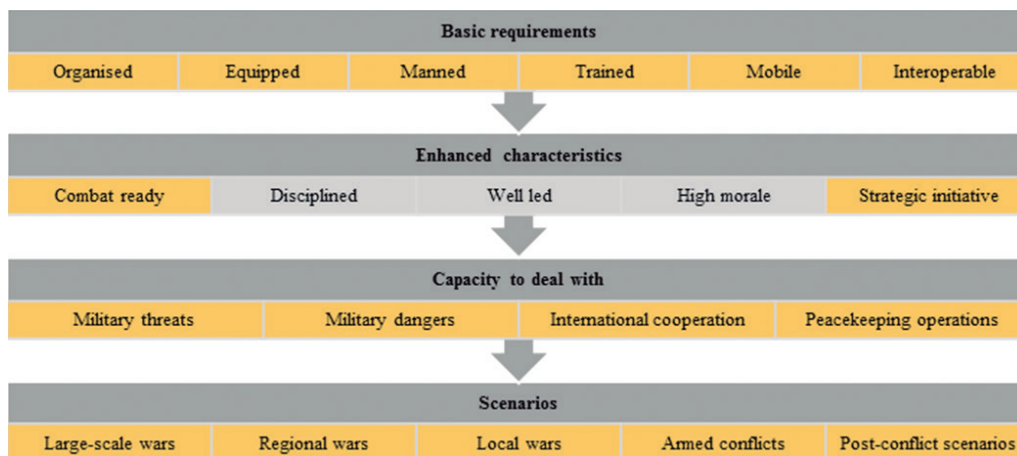 Basic requirements
Organised Equipped Manned Trained Mobile Interoperable
Enhanced characteristics
Combat ready Disciplined Well led High morale Strategic initiative
Capacity to deal with
Military threats Military dangers International cooperation Peacekeeping operations
Scenarios
Large-scale wars Regional wars Local wars Armed conflicts Post-conflict scenarios